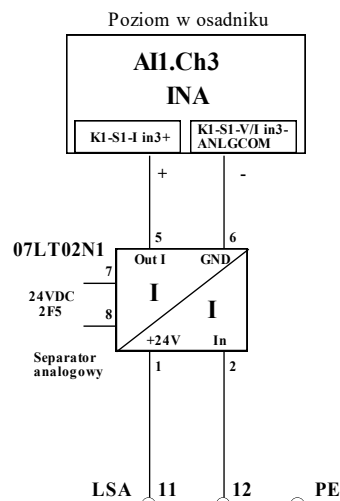 Poziom w osadniku
AI1.Ch3
INA
K1-S1-I in3+
K1-S1-V/I in3-
ANLGCOM
+ -
5 6
07LT02N1
Out I GND
7
I
24VDC
2F5
I
8
+24V In
Separator
analogowy
1 2
LSA 11 12 PE